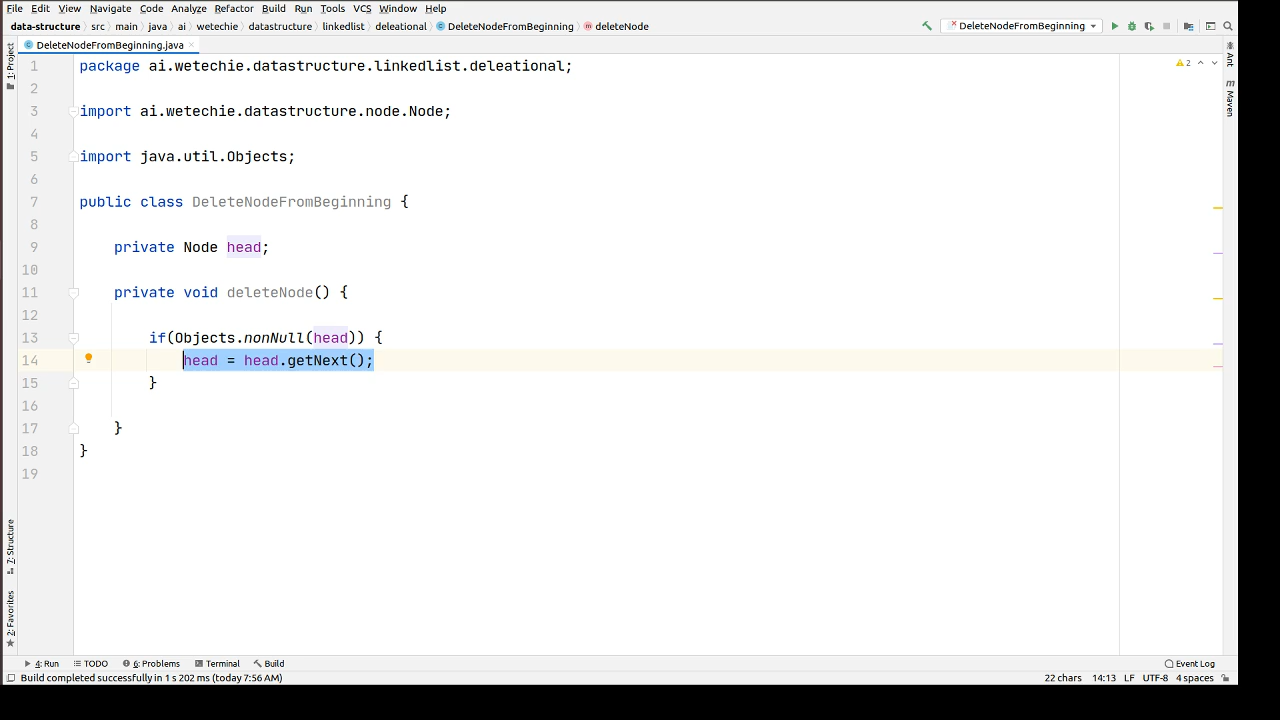 File Edit View Navigate Code Analyze Refactor Build Run Tools VCS Window Help
data-structure src main java ai wetechie datastructure linkedlist deleational DeleteNodeFromBeginning deleteNode DeleteNodeFromBeginning
DeleteNodeFromBeginning.java
1: Project
Ant
Maven
2
1 package ai.wetechie.datastructure.linkedlist.deleational;
2
3 import ai.wetechie.datastructure.node.Node;
4
5 import java.util.Objects;
6
7 public class DeleteNodeFromBeginning {
8
9 private Node head;
10
11 private void deleteNode() {
12
13 if(Objects.nonNull(head)) {
14 head = head.getNext();
15 }
16
17 }
18 }
19
7: Structure
2: Favorites
4: Run TODO 6: Problems Terminal Build Event Log
Build completed successfully in 1 s 202 ms (today 7:56 AM) 22 chars 14:13 LF UTF-8 4 spaces